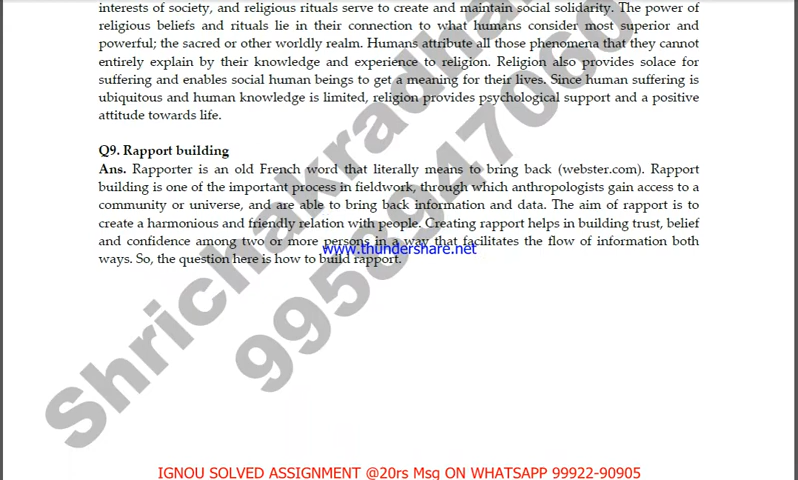 interests of society, and religious rituals serve to create and maintain social solidarity. The power of
religious beliefs and rituals lie in their connection to what humans consider most superior and
powerful; the sacred or other worldly realm. Humans attribute all those phenomena that they cannot
entirely explain by their knowledge and experience to religion. Religion also provides solace for
suffering and enables social human beings to get a meaning for their lives. Since human suffering is
ubiquitous and human knowledge is limited, religion provides psychological support and a positive
attitude towards life.
Q9. Rapport building
Ans. Rapporter is an old French word that literally means to bring back (webster.com). Rapport
building is one of the important process in fieldwork, through which anthropologists gain access to a
community or universe, and are able to bring back information and data. The aim of rapport is to
create a harmonious and friendly relation with people. Creating rapport helps in building trust, belief
and confidence among two or more persons in a way that facilitates the flow of information both
www.thundershare.net
ways. So, the question here is how to build rapport.
Shrichakradha
9958947060
IGNOU SOLVED ASSIGNMENT @20rs Msg ON WHATSAPP 99922-90905